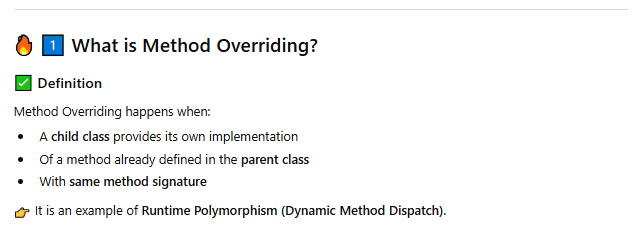 🔥 1️⃣ What is Method Overriding?
✅ Definition
Method Overriding happens when:
• A child class provides its own implementation
• Of a method already defined in the parent class
• With same method signature
👉 It is an example of Runtime Polymorphism (Dynamic Method Dispatch).